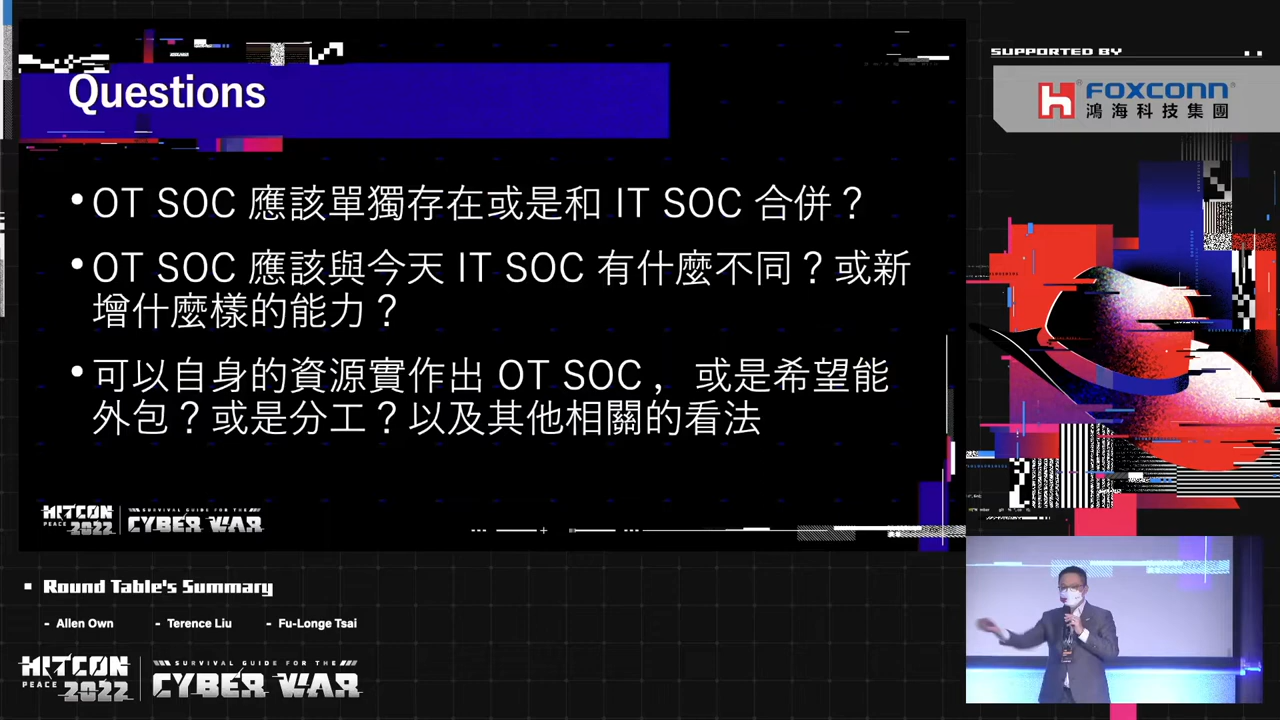 Questions
• OT SOC 應該單獨存在或是和 IT SOC 合併？
• OT SOC 應該與今天 IT SOC 有什麼不同？或新
增什麼樣的能力？
• 可以自身的資源實作出 OT SOC， 或是希望能
外包？或是分工？以及其他相關的看法
HITCON
PEACE 2022
SURVIVAL GUIDE FOR THE
CYBER WAR
SUPPORTED BY
FOXCONN®
鴻海科技集團
Round Table's Summary
- Allen Own - Terence Liu - Fu-Longe Tsai
HITCON
PEACE 2022
SURVIVAL GUIDE FOR THE
CYBER WAR